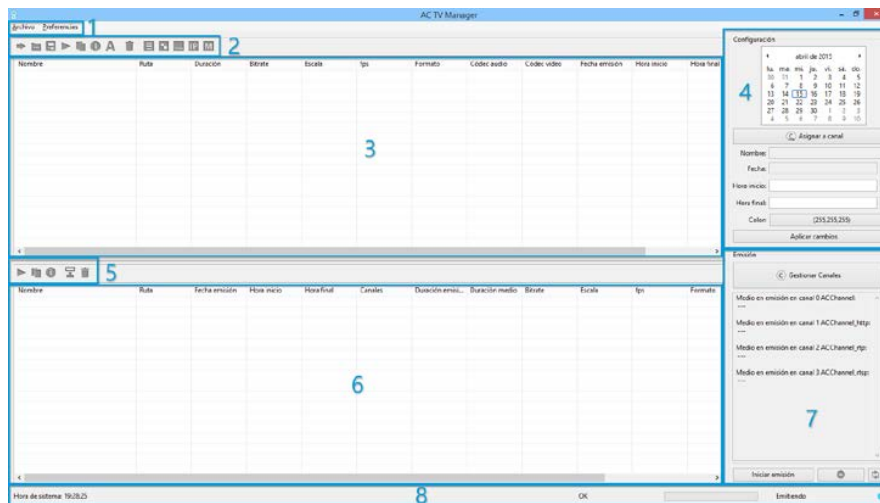 AC TV Manager
Archivo Preferencias
1
2
Nombre Ruta Duración Bitrate Escala fps Formato Códec audio Códec video Fecha emisión Hora inicio Hora final
3
Configuración
abril de 2015
lu. ma. mi. ju. vi. sá. do.
30 31 1 2 3 4 5
6 7 8 9 10 11 12
13 14 15 16 17 18 19
20 21 22 23 24 25 26
27 28 29 30 1 2 3
4 5 6 7 8 9 10
4
Asignar a canal
Nombre:
Fecha:
Hora inicio:
Hora final:
Color: (255,255,255)
Aplicar cambios
5
Nombre Ruta Fecha emisión Hora inicio Hora final Canales Duración emisi... Duración medio Bitrate Escala fps Formato
6
Emisión
Gestionar Canales
Medio en emisión en canal 0 ACChannel:
----
Medio en emisión en canal 1 ACChannel_http:
----
Medio en emisión en canal 2 ACChannel_rtp:
----
Medio en emisión en canal 3 ACChannel_rtsp:
----
7
Iniciar emisión
Hora de sistema: 19:28:25
8
OK
Emitiendo